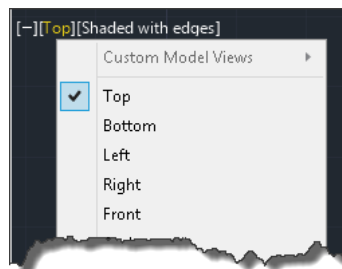 [−][Top][Shaded with edges]
Custom Model Views
Top
Bottom
Left
Right
Front